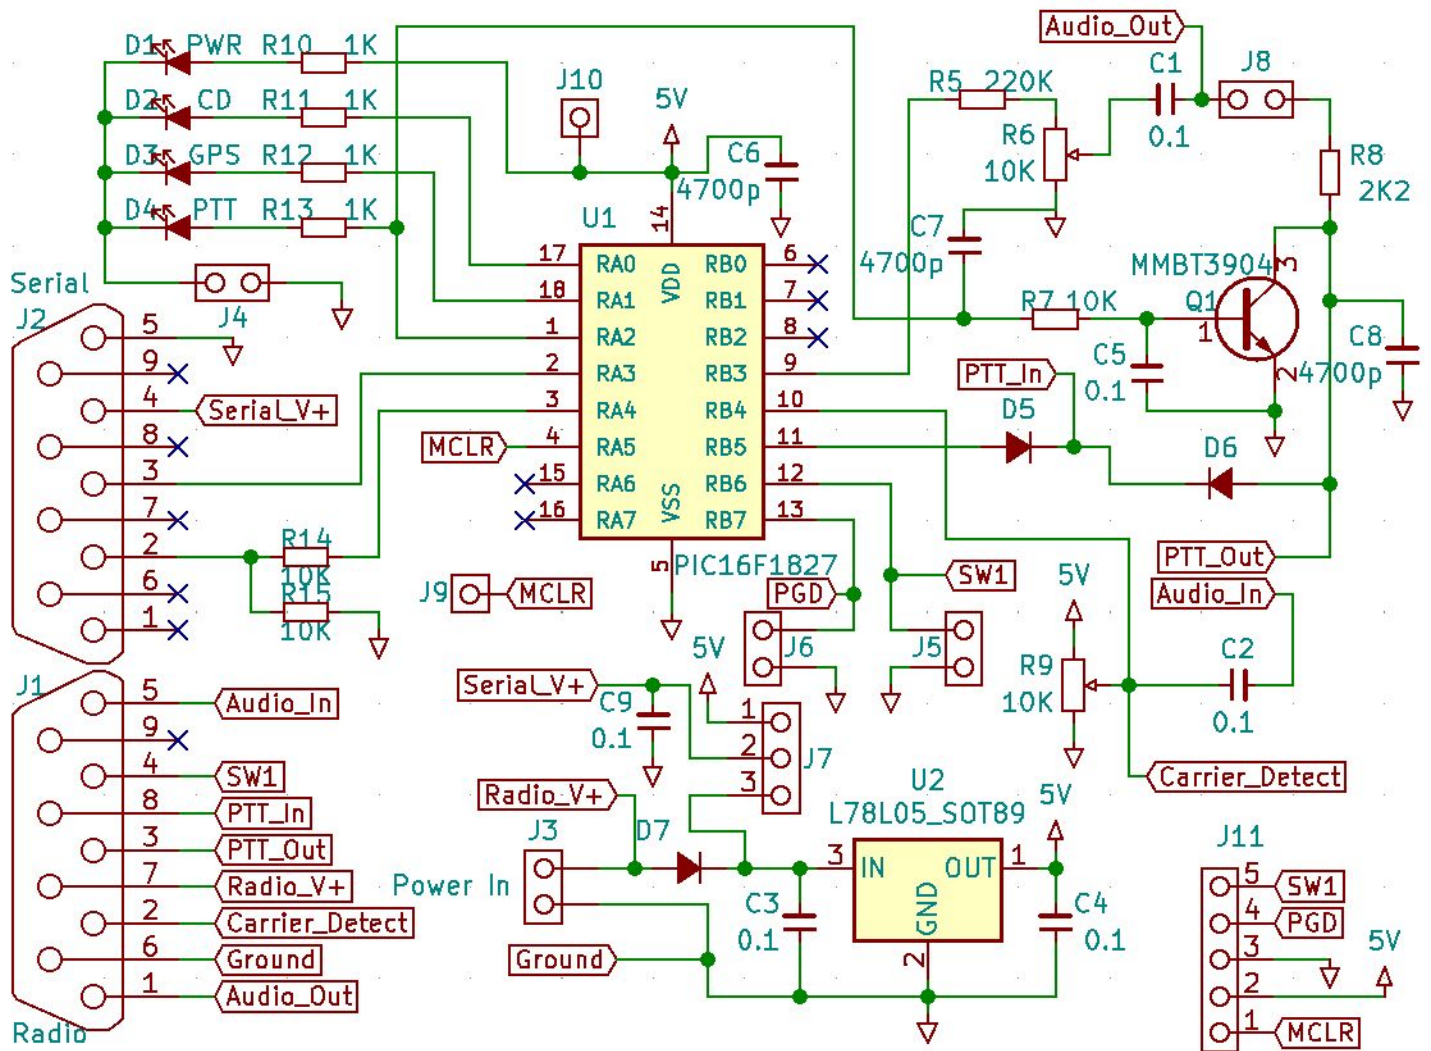 Audio_Out
D1 PWR R10 1K
D2 CD R11 1K
D3 GPS R12 1K
D4 PTT R13 1K
J10
5V
C6
4700p
R5 220K
C1
0.1
J8
R6
10K
R8
2K2
C7
4700p
MMBT3904
Q1
3
1
2
R7 10K
C5
0.1
C8
4700p
U1
14
VDD
17 RA0
18 RA1
1 RA2
2 RA3
3 RA4
4 RA5
15 RA6
16 RA7
RB0 6
RB1 7
RB2 8
RB3 9
RB4 10
RB5 11
RB6 12
RB7 13
VSS
5
PIC16F1827
MCLR
Serial
J2
J4
5
9
4
Serial_V+
8
3
7
2
6
1
R14
10K
R15
10K
J9
MCLR
PTT_In
D5
D6
PTT_Out
Audio_In
SW1
PGD
J6
J5
5V
R9
10K
C2
0.1
Carrier_Detect
J1
5 Audio_In
9
4 SW1
8 PTT_In
3 PTT_Out
7 Radio_V+
2 Carrier_Detect
6 Ground
1 Audio_Out
Radio
Serial_V+
C9
0.1
5V
1
2
3
J7
Radio_V+
J3
D7
Power In
Ground
C3
0.1
U2
L78L05_SOT89
3 IN
OUT 1
GND
2
5V
C4
0.1
J11
5 SW1
4 PGD
3
2
5V
1 MCLR